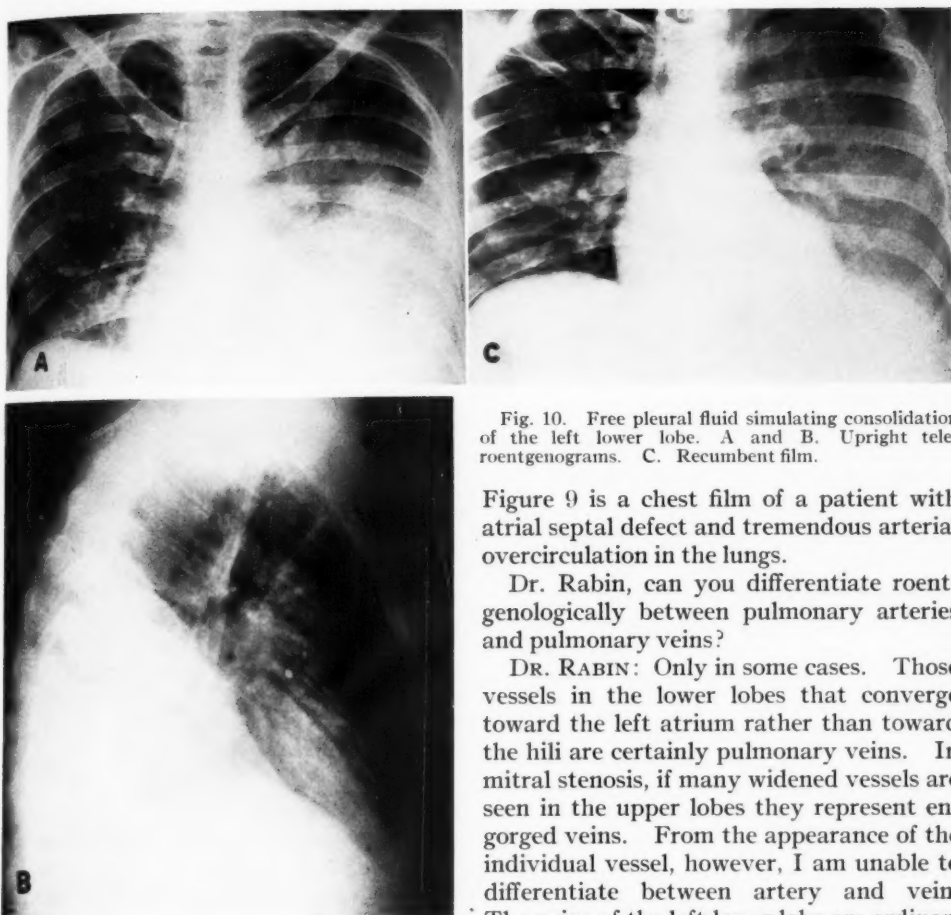 A
C
B
Fig. 10. Free pleural fluid simulating consolidation
of the left lower lobe. A and B. Upright tele
roentgenograms. C. Recumbent film.
Figure 9 is a chest film of a patient with
atrial septal defect and tremendous arteria
overcirculation in the lungs.
Dr. Rabin, can you differentiate roent
genologically between pulmonary arteries
and pulmonary veins?
DR. RABIN: Only in some cases. Those
vessels in the lower lobes that converge
toward the left atrium rather than toward
the hili are certainly pulmonary veins. In
mitral stenosis, if many widened vessels are
seen in the upper lobes they represent en
gorged veins. From the appearance of the
individual vessel, however, I am unable to
differentiate between artery and vein